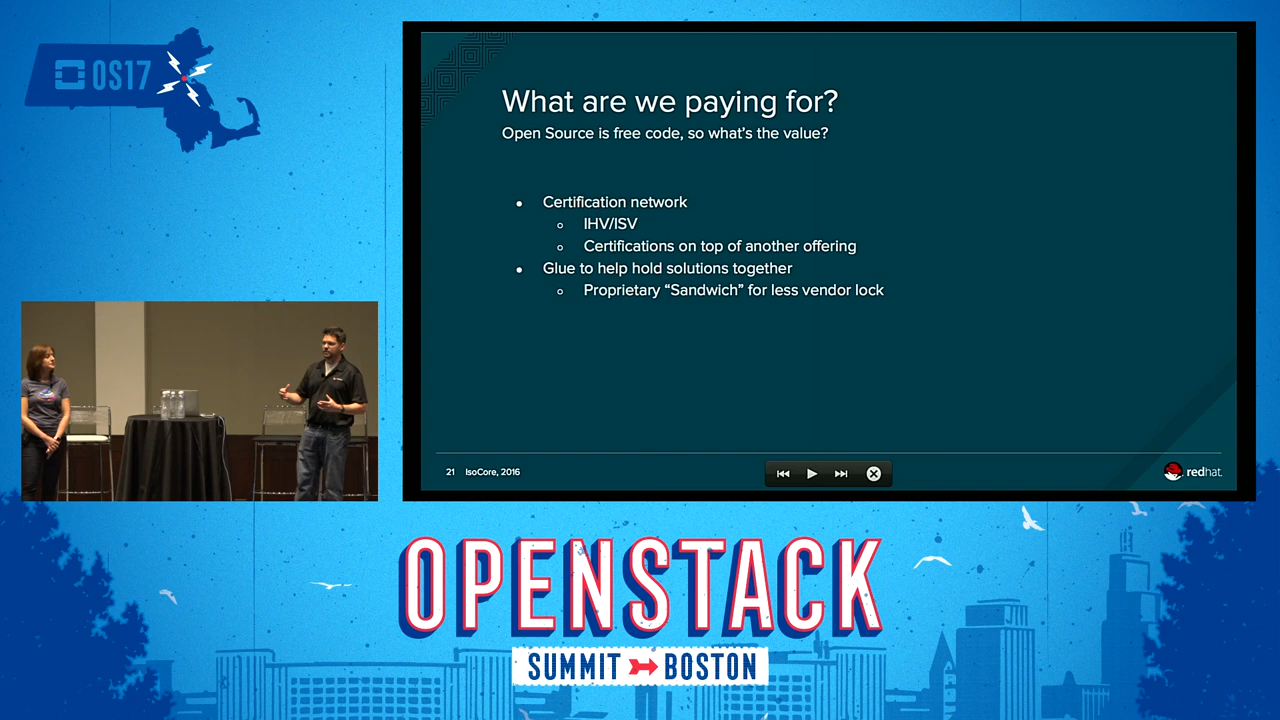 OS17
What are we paying for?
Open Source is free code, so what's the value?
● Certification network
○ IHV/ISV
○ Certifications on top of another offering
● Glue to help hold solutions together
○ Proprietary “Sandwich” for less vendor lock
21 IsoCore, 2016
redhat.
OPENSTACK
SUMMIT BOSTON